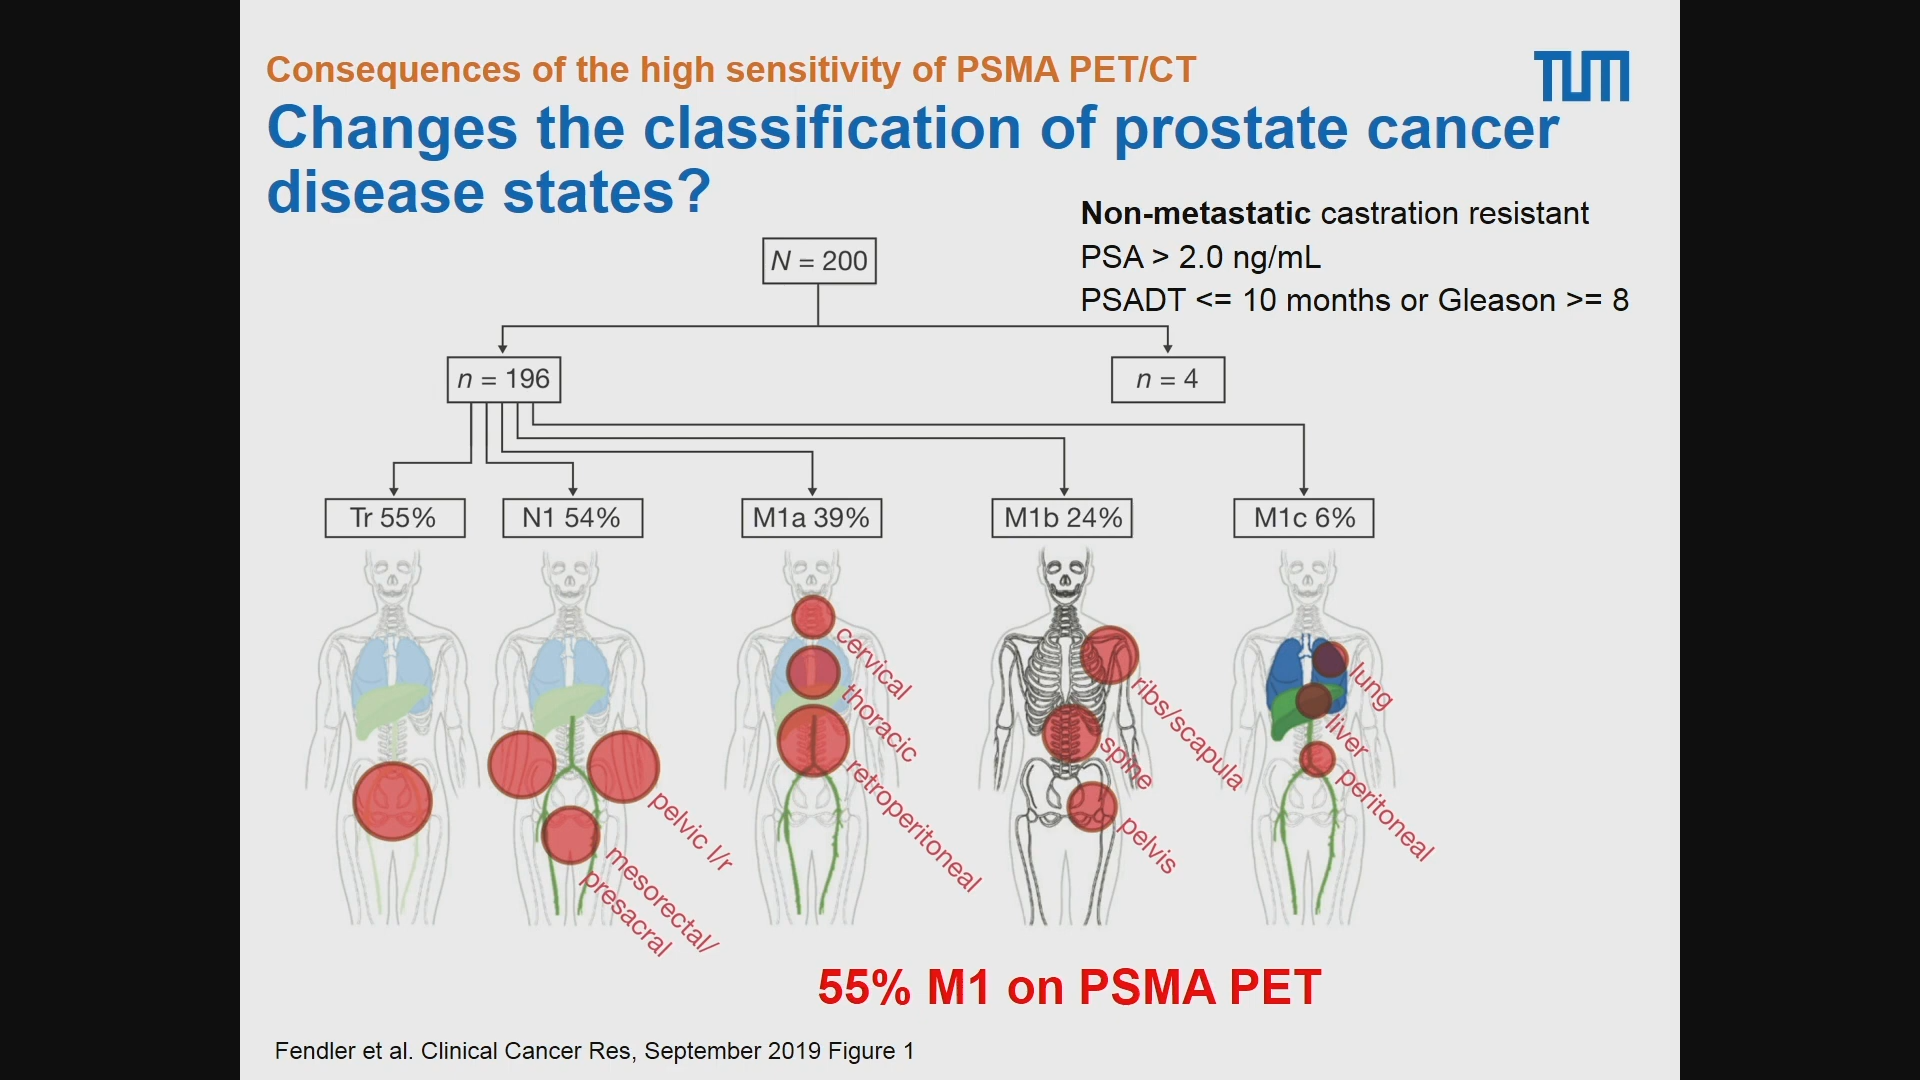 Consequences of the high sensitivity of PSMA PET/CT
TUM
Changes the classification of prostate cancer
disease states?
Non-metastatic castration resistant
PSA > 2.0 ng/mL
PSADT <= 10 months or Gleason >= 8
N = 200
n = 196
n = 4
Tr 55%
N1 54%
M1a 39%
M1b 24%
M1c 6%
pelvic l/r
mesorectal/
presacral
cervical
thoracic
retroperitoneal
ribs/scapula
spine
pelvis
lung
liver
peritoneal
55% M1 on PSMA PET
Fendler et al. Clinical Cancer Res, September 2019 Figure 1